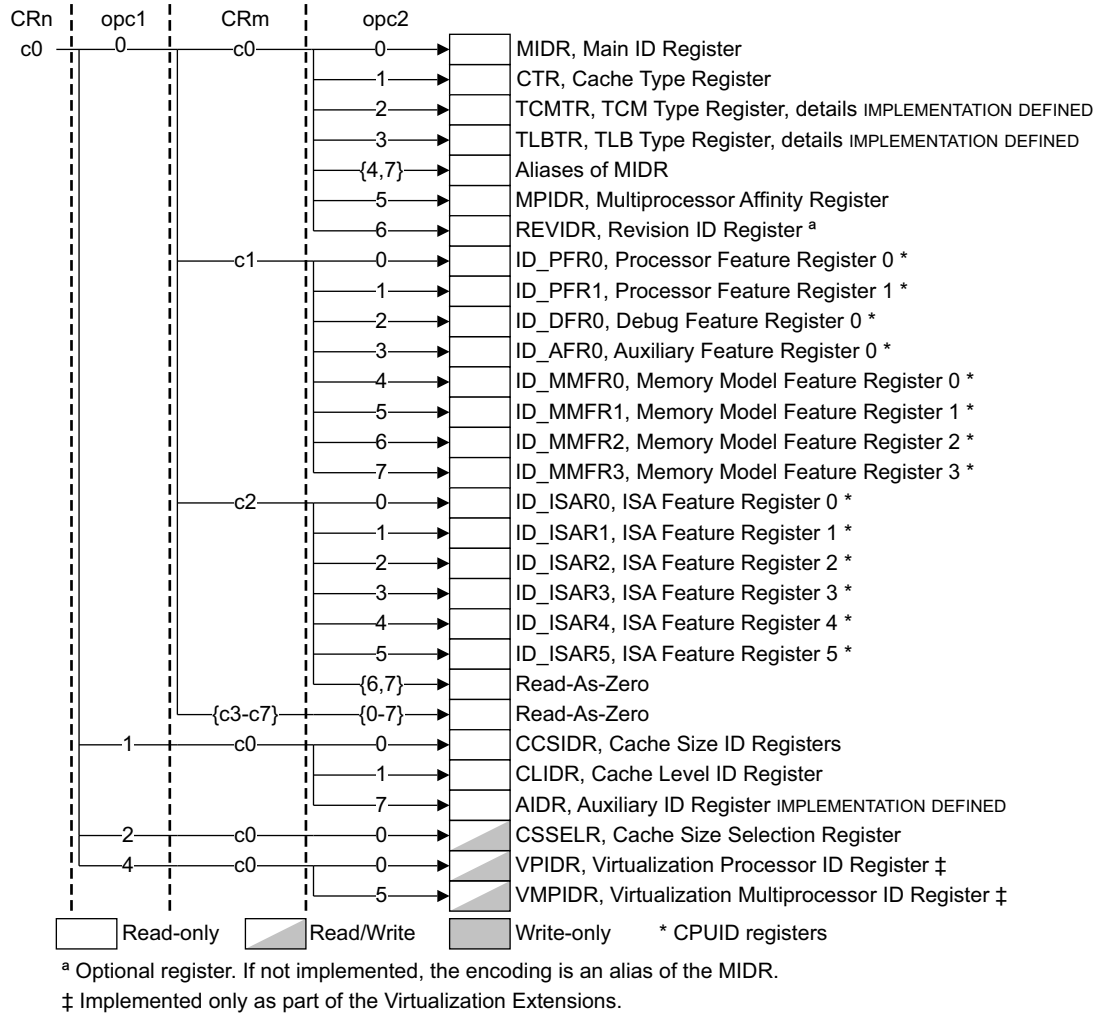 CRn opc1 CRm opc2
c0 0 c0 0 MIDR, Main ID Register
1 CTR, Cache Type Register
2 TCMTR, TCM Type Register, details IMPLEMENTATION DEFINED
3 TLBTR, TLB Type Register, details IMPLEMENTATION DEFINED
{4,7} Aliases of MIDR
5 MPIDR, Multiprocessor Affinity Register
6 REVIDR, Revision ID Register ª
c1 0 ID_PFR0, Processor Feature Register 0 *
1 ID_PFR1, Processor Feature Register 1 *
2 ID_DFR0, Debug Feature Register 0 *
3 ID_AFR0, Auxiliary Feature Register 0 *
4 ID_MMFR0, Memory Model Feature Register 0 *
5 ID_MMFR1, Memory Model Feature Register 1 *
6 ID_MMFR2, Memory Model Feature Register 2 *
7 ID_MMFR3, Memory Model Feature Register 3 *
c2 0 ID_ISAR0, ISA Feature Register 0 *
1 ID_ISAR1, ISA Feature Register 1 *
2 ID_ISAR2, ISA Feature Register 2 *
3 ID_ISAR3, ISA Feature Register 3 *
4 ID_ISAR4, ISA Feature Register 4 *
5 ID_ISAR5, ISA Feature Register 5 *
{6,7} Read-As-Zero
{c3-c7} {0-7} Read-As-Zero
1 c0 0 CCSIDR, Cache Size ID Registers
1 CLIDR, Cache Level ID Register
7 AIDR, Auxiliary ID Register IMPLEMENTATION DEFINED
2 c0 0 CSSELR, Cache Size Selection Register
4 c0 0 VPIDR, Virtualization Processor ID Register ‡
5 VMPIDR, Virtualization Multiprocessor ID Register ‡
Read-only Read/Write Write-only * CPUID registers
ª Optional register. If not implemented, the encoding is an alias of the MIDR.
‡ Implemented only as part of the Virtualization Extensions.